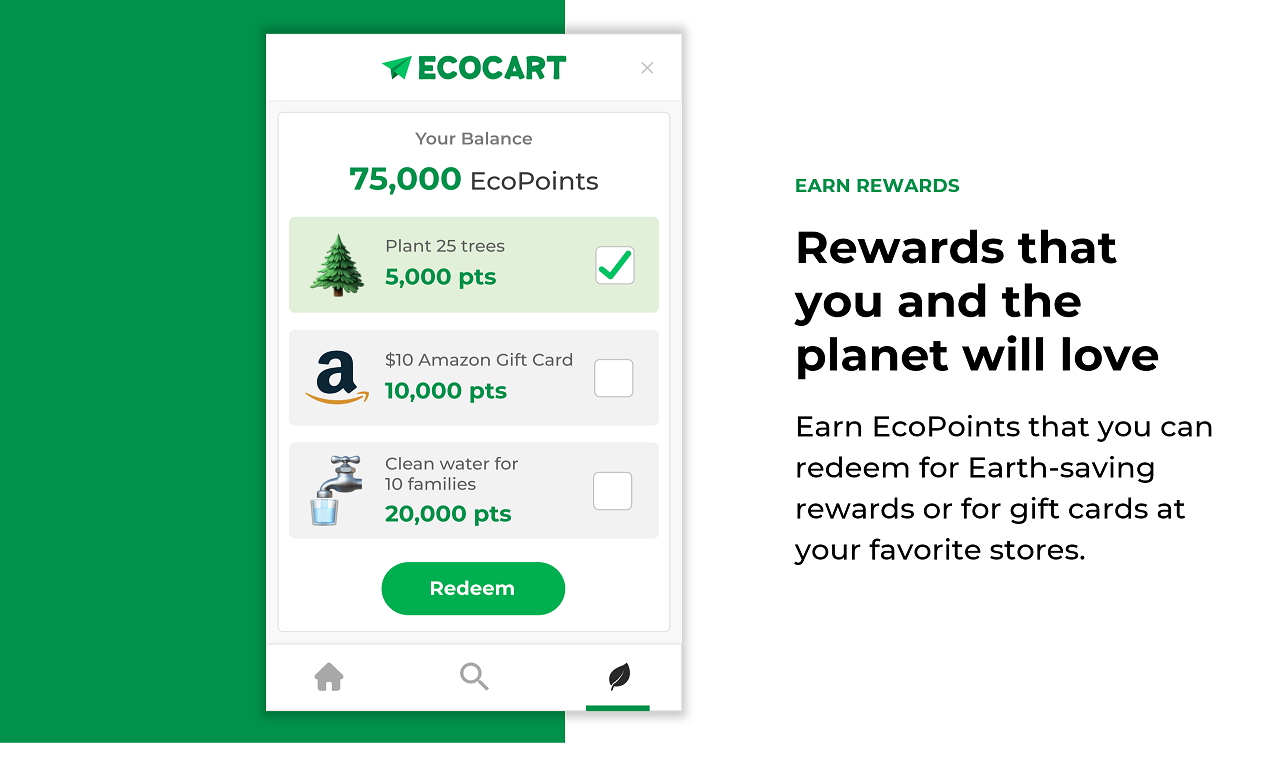 ECOCART
Your Balance
75,000 EcoPoints
Plant 25 trees
5,000 pts
$10 Amazon Gift Card
10,000 pts
Clean water for
10 families
20,000 pts
Redeem
EARN REWARDS
Rewards that
you and the
planet will love
Earn EcoPoints that you can
redeem for Earth-saving
rewards or for gift cards at
your favorite stores.